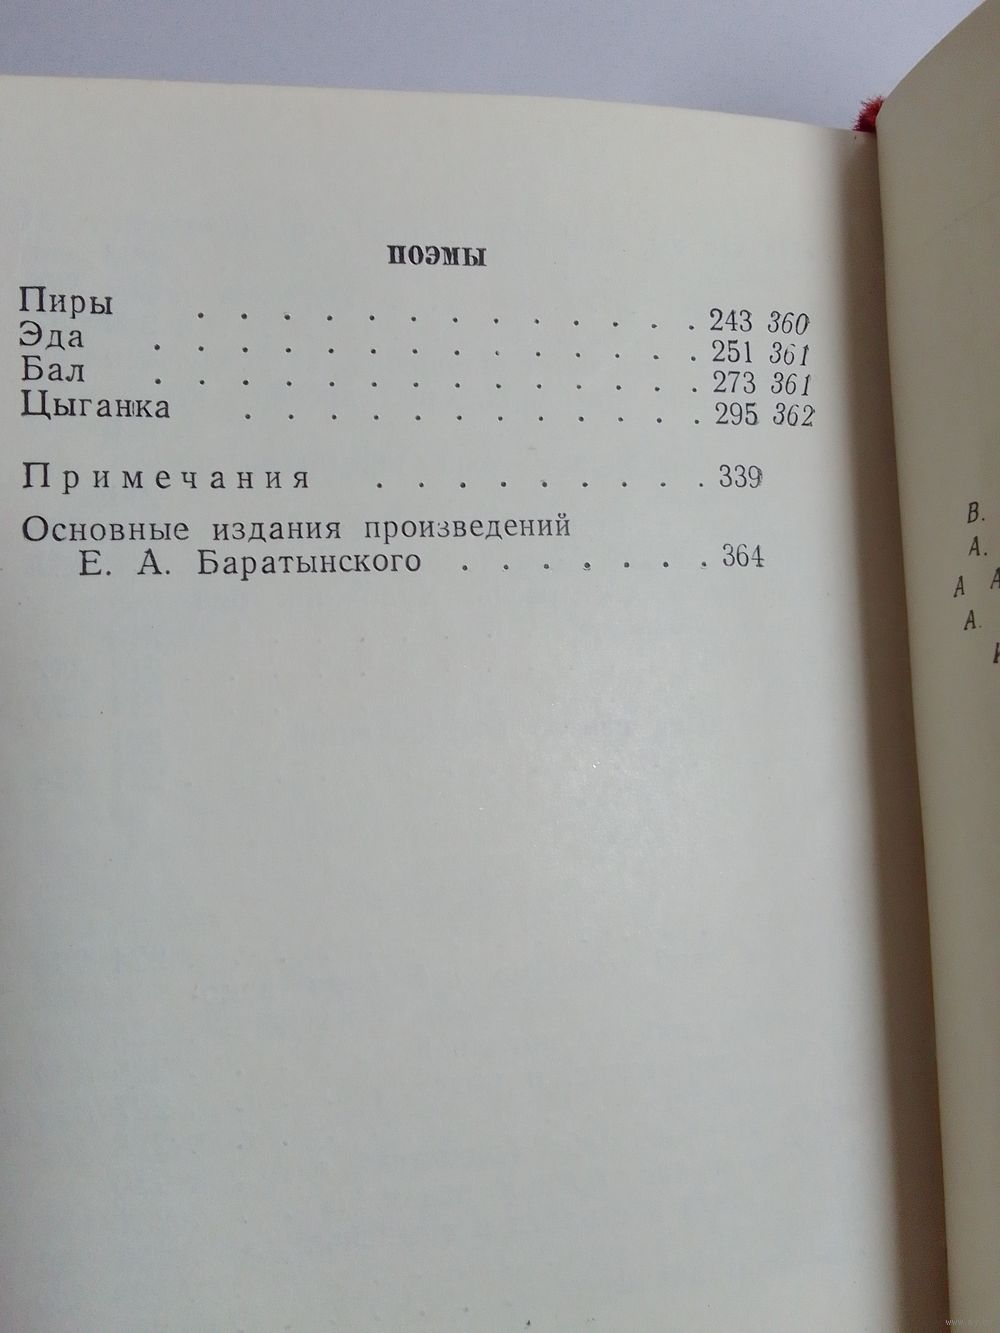 ПОЭМЫ
Пиры . . . . . . . . . . . . . 243 360
Эда . . . . . . . . . . . . . . 251 361
Бал . . . . . . . . . . . . . . 273 361
Цыганка . . . . . . . . . . . . 295 362
Примечания . . . . . . . . . 339
Основные издания произведений
Е. А. Баратынского . . . . . . . 364
В.
А.
А А
А.